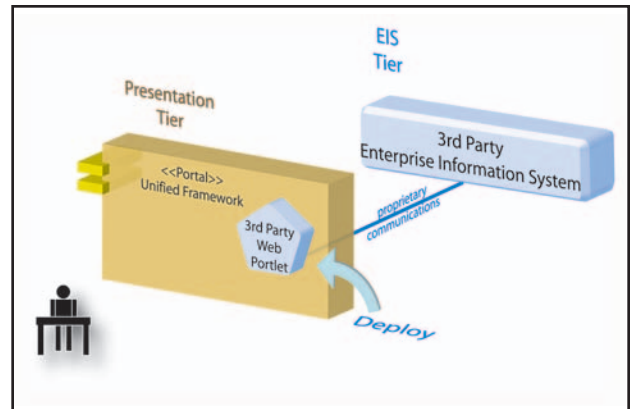 EIS
Tier
Presentation
Tier
3rd Party
Enterprise Information System
<<Portal>>
Unified Framework
proprietary
communications
3rd Party
Web
Portlet
Deploy